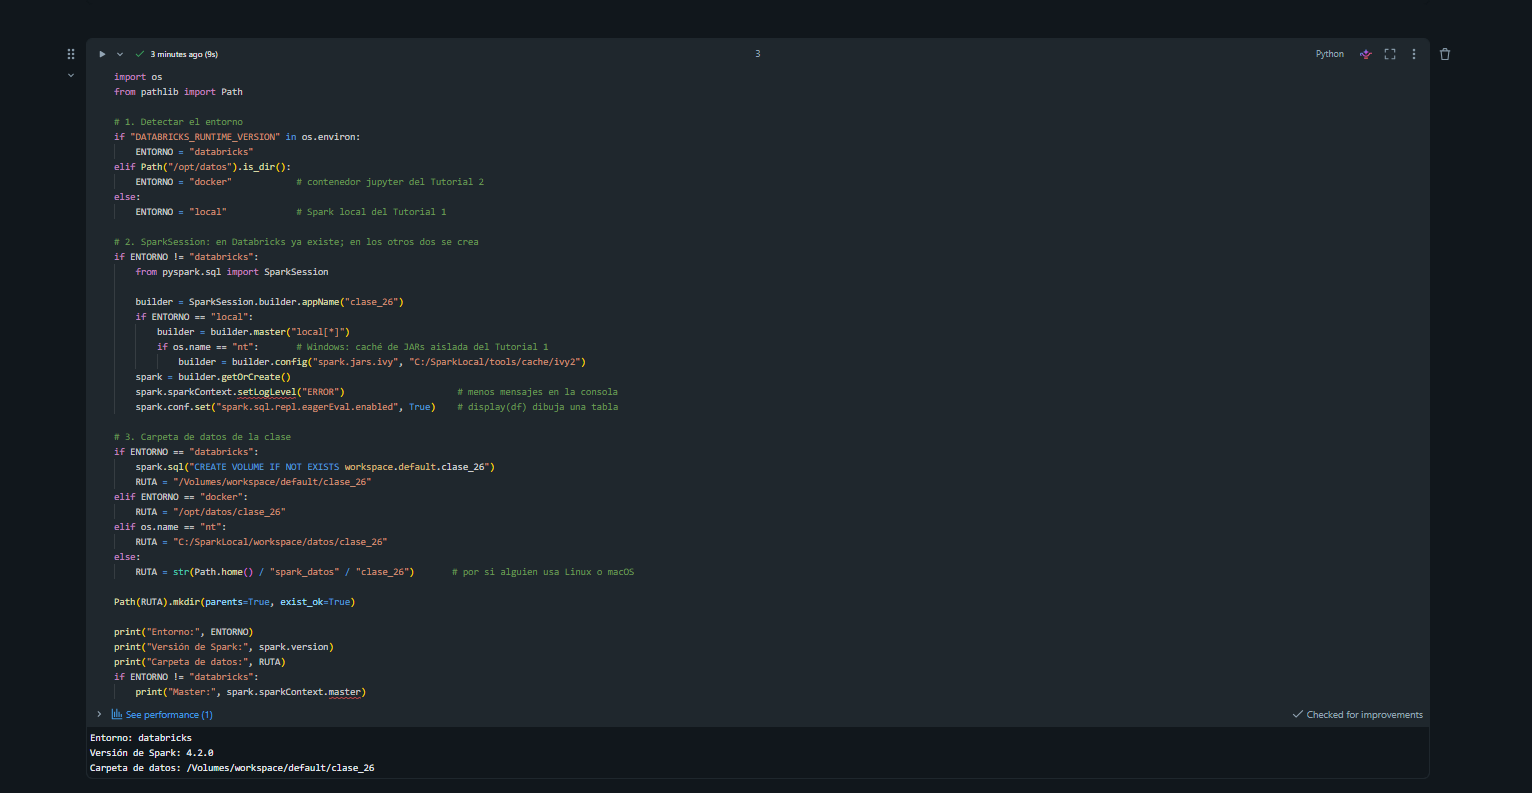 3 minutes ago (9s)
3
Python
import os
from pathlib import Path
# 1. Detectar el entorno
if "DATABRICKS_RUNTIME_VERSION" in os.environ:
    ENTORNO = "databricks"
elif Path("/opt/datos").is_dir():
    ENTORNO = "docker"            # contenedor jupyter del Tutorial 2
else:
    ENTORNO = "local"             # Spark local del Tutorial 1
# 2. SparkSession: en Databricks ya existe; en los otros dos se crea
if ENTORNO != "databricks":
    from pyspark.sql import SparkSession
    builder = SparkSession.builder.appName("clase_26")
    if ENTORNO == "local":
        builder = builder.master("local[*]")
        if os.name == "nt":       # Windows: caché de JARs aislada del Tutorial 1
            builder = builder.config("spark.jars.ivy", "C:/SparkLocal/tools/cache/ivy2")
    spark = builder.getOrCreate()
    spark.sparkContext.setLogLevel("ERROR")                     # menos mensajes en la consola
    spark.conf.set("spark.sql.repl.eagerEval.enabled", True)    # display(df) dibuja una tabla
# 3. Carpeta de datos de la clase
if ENTORNO == "databricks":
    spark.sql("CREATE VOLUME IF NOT EXISTS workspace.default.clase_26")
    RUTA = "/Volumes/workspace/default/clase_26"
elif ENTORNO == "docker":
    RUTA = "/opt/datos/clase_26"
elif os.name == "nt":
    RUTA = "C:/SparkLocal/workspace/datos/clase_26"
else:
    RUTA = str(Path.home() / "spark_datos" / "clase_26")       # por si alguien usa Linux o macOS
Path(RUTA).mkdir(parents=True, exist_ok=True)
print("Entorno:", ENTORNO)
print("Versión de Spark:", spark.version)
print("Carpeta de datos:", RUTA)
if ENTORNO != "databricks":
    print("Master:", spark.sparkContext.master)
See performance (1)
Checked for improvements
Entorno: databricks
Versión de Spark: 4.2.0
Carpeta de datos: /Volumes/workspace/default/clase_26